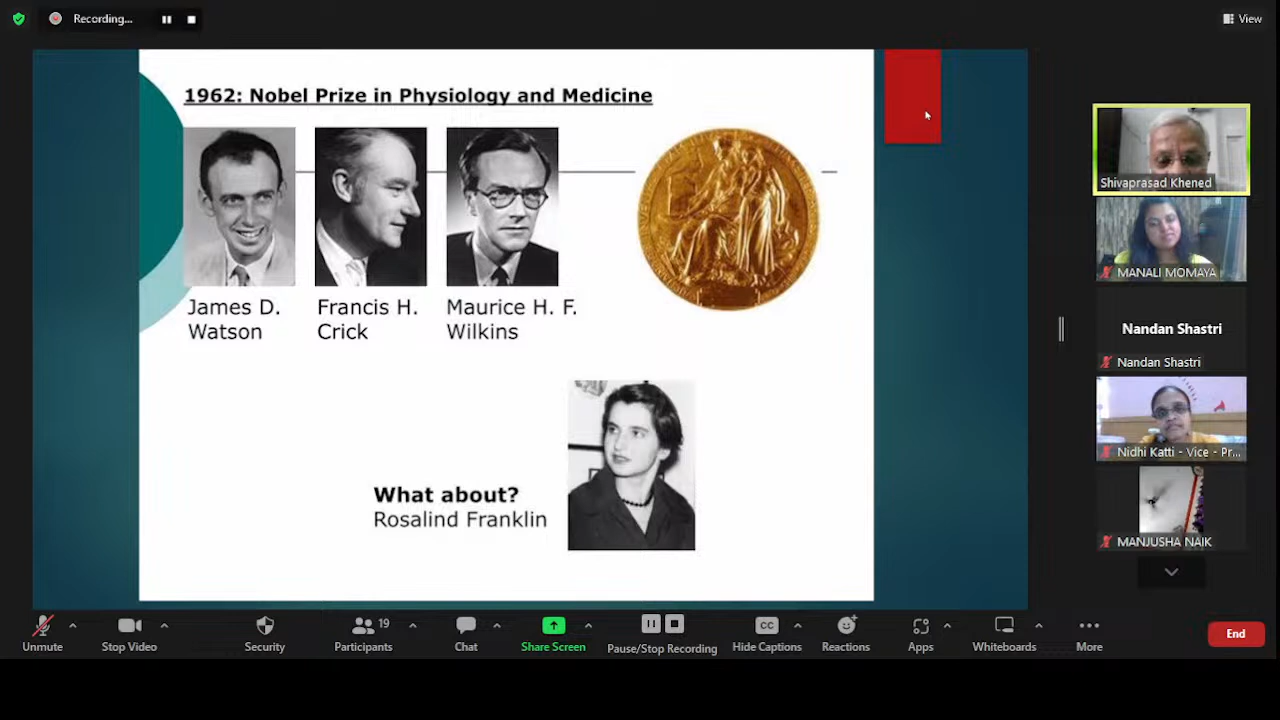 Recording...
View
1962: Nobel Prize in Physiology and Medicine
James D.
Watson
Francis H.
Crick
Maurice H. F.
Wilkins
What about?
Rosalind Franklin
Shivaprasad Khened
MANALI MOMAYA
Nandan Shastri
Nandan Shastri
Nidhi Katti - Vice - Pr...
MANJUSHA NAIK
Unmute
Stop Video
Security
19
Participants
Chat
Share Screen
Pause/Stop Recording
CC
Hide Captions
Reactions
Apps
Whiteboards
More
End